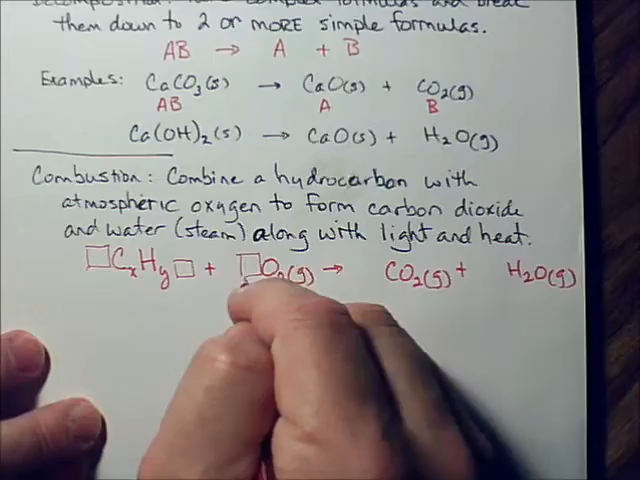 them down to 2 or MORE simple formulas.
AB → A + B
Examples: CaCO₃(s) → CaO(s) + CO₂(g)
AB A B
Ca(OH)₂(s) → CaO(s) + H₂O(g)
Combustion: Combine a hydrocarbon with
atmospheric oxygen to form carbon dioxide
and water (steam) along with light and heat.
□CₓHy□ + □O₂(g) → CO₂(g) + H₂O(g)
2